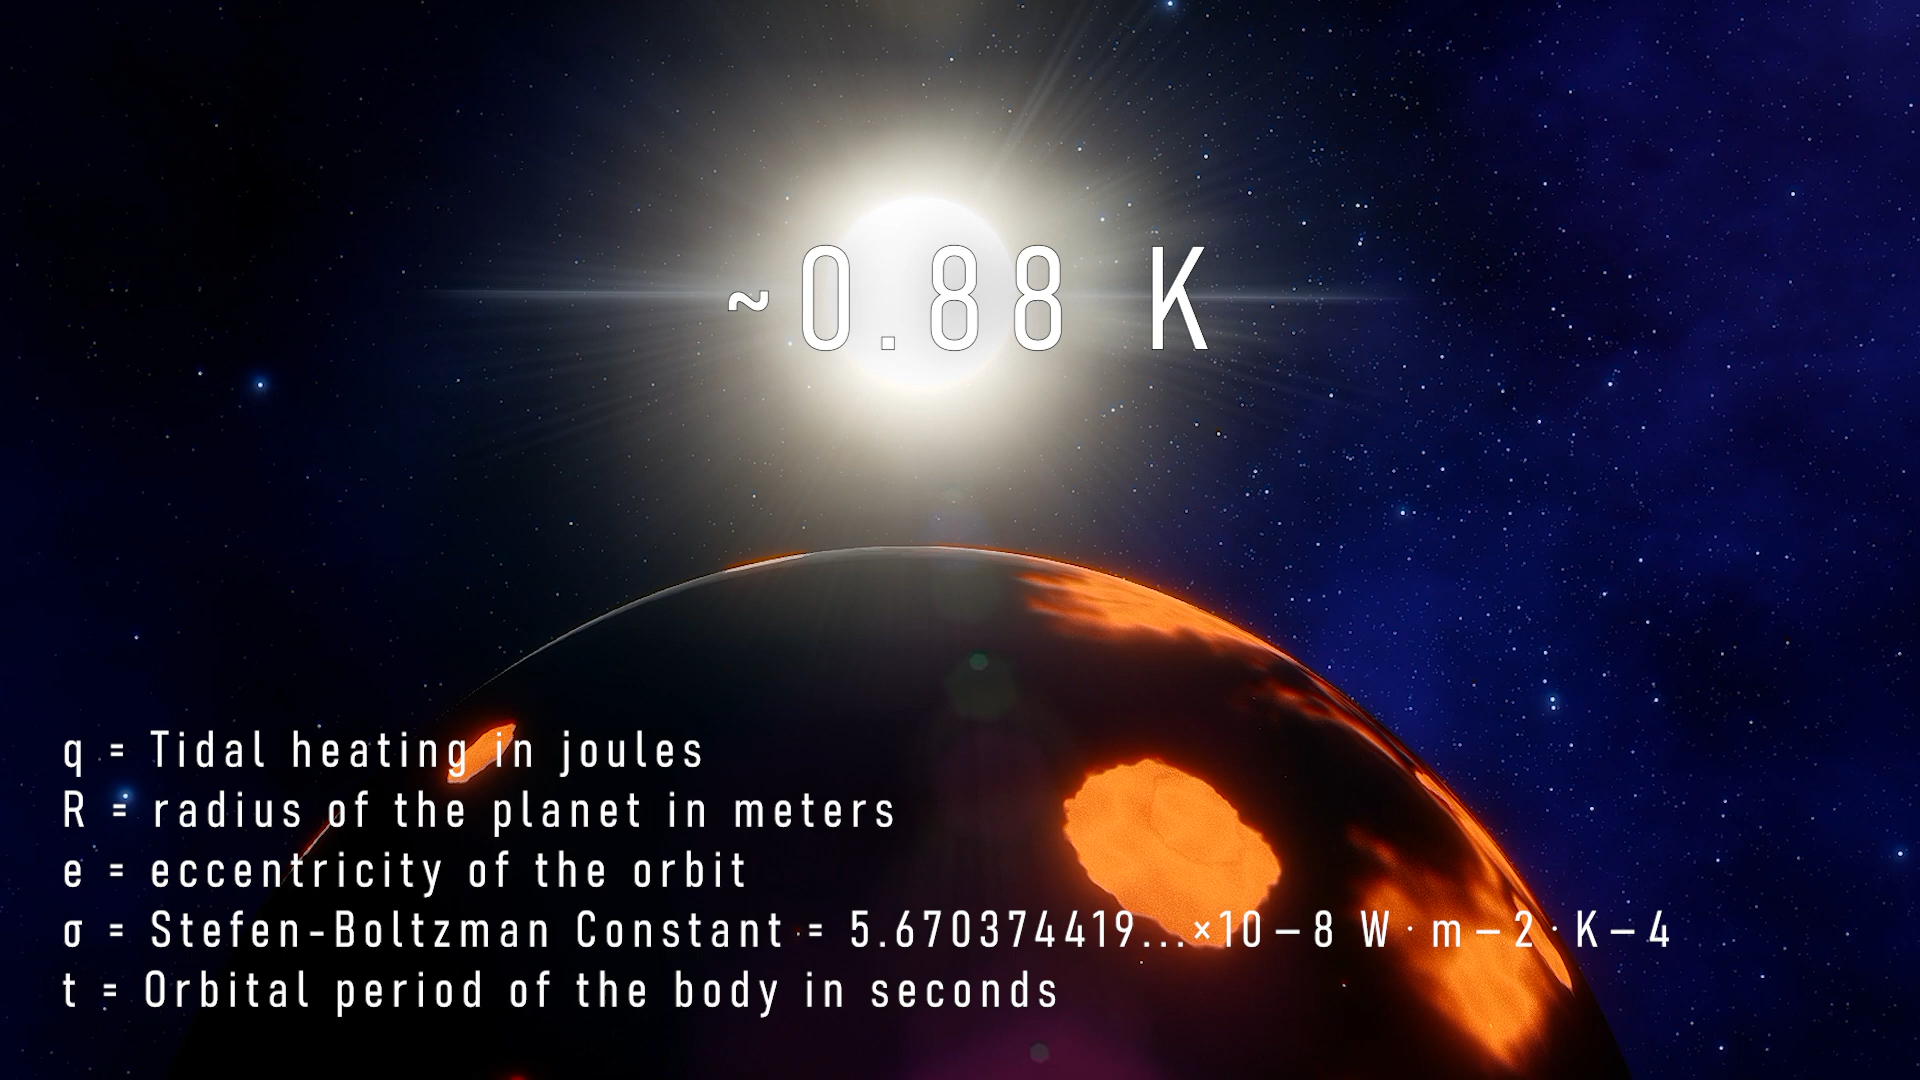 ~0.88 K
q = Tidal heating in joules
R = radius of the planet in meters
e = eccentricity of the orbit
σ = Stefen-Boltzman Constant = 5.670374419...×10−8 W⋅m−2⋅K−4
t = Orbital period of the body in seconds